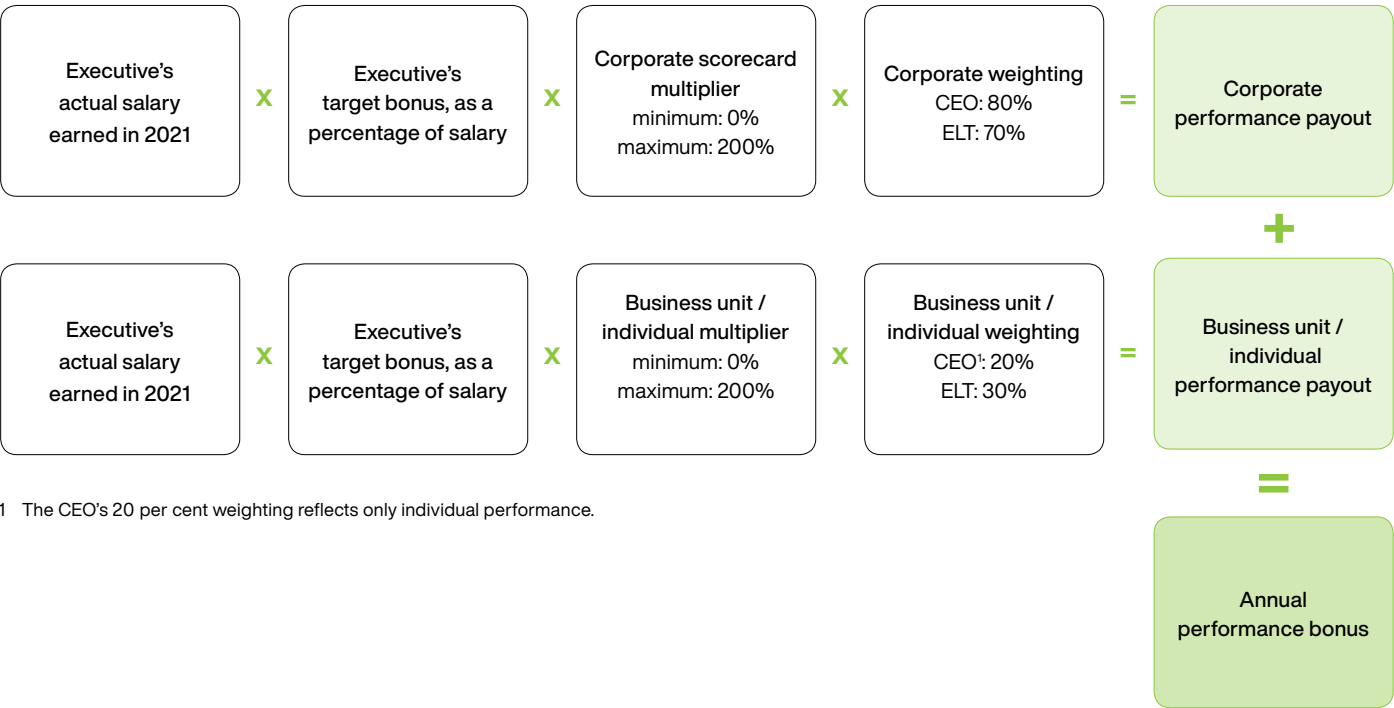 Executive's
actual salary
earned in 2021
x
Executive's
target bonus, as a
percentage of salary
x
Corporate scorecard
multiplier
minimum: 0%
maximum: 200%
x
Corporate weighting
CEO: 80%
ELT: 70%
=
Corporate
performance payout
+
Executive's
actual salary
earned in 2021
x
Executive's
target bonus, as a
percentage of salary
x
Business unit /
individual multiplier
minimum: 0%
maximum: 200%
x
Business unit /
individual weighting
CEO¹: 20%
ELT: 30%
=
Business unit /
individual
performance payout
=
Annual
performance bonus
1 The CEO's 20 per cent weighting reflects only individual performance.